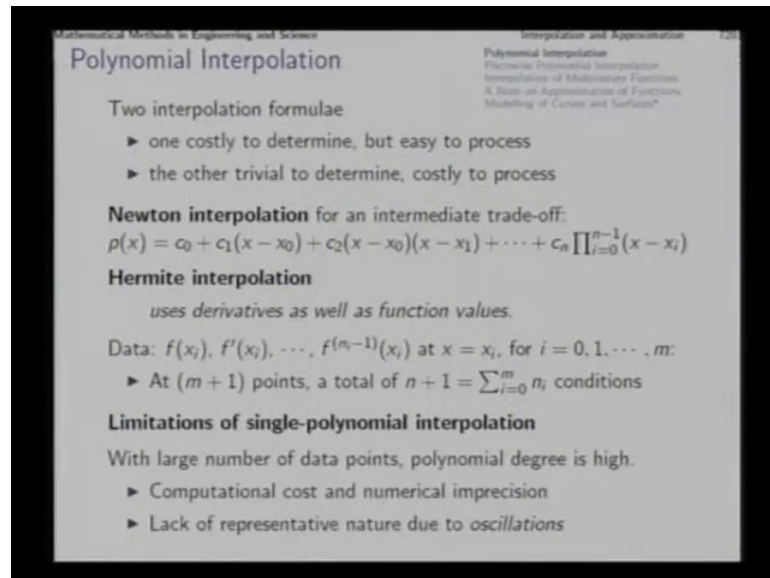 Mathematical Methods in Engineering and Science
Interpolation and Approximation
Polynomial Interpolation
Polynomial Interpolation
Piecewise Polynomial Interpolation
Interpolation of Multivariate Functions
A Note on Approximation of Functions
Modelling of Curves and Surfaces*
Two interpolation formulae
► one costly to determine, but easy to process
► the other trivial to determine, costly to process
Newton interpolation for an intermediate trade-off:
p(x) = c₀ + c₁(x − x₀) + c₂(x − x₀)(x − x₁) + ⋯ + cₙ ∏ᵢ₌₀ⁿ⁻¹(x − xᵢ)
Hermite interpolation
uses derivatives as well as function values.
Data: f(xᵢ), f′(xᵢ), ⋯, f^(nᵢ−1)(xᵢ) at x = xᵢ, for i = 0, 1, ⋯, m:
► At (m + 1) points, a total of n + 1 = ∑ᵢ₌₀ᵐ nᵢ conditions
Limitations of single-polynomial interpolation
With large number of data points, polynomial degree is high.
► Computational cost and numerical imprecision
► Lack of representative nature due to oscillations